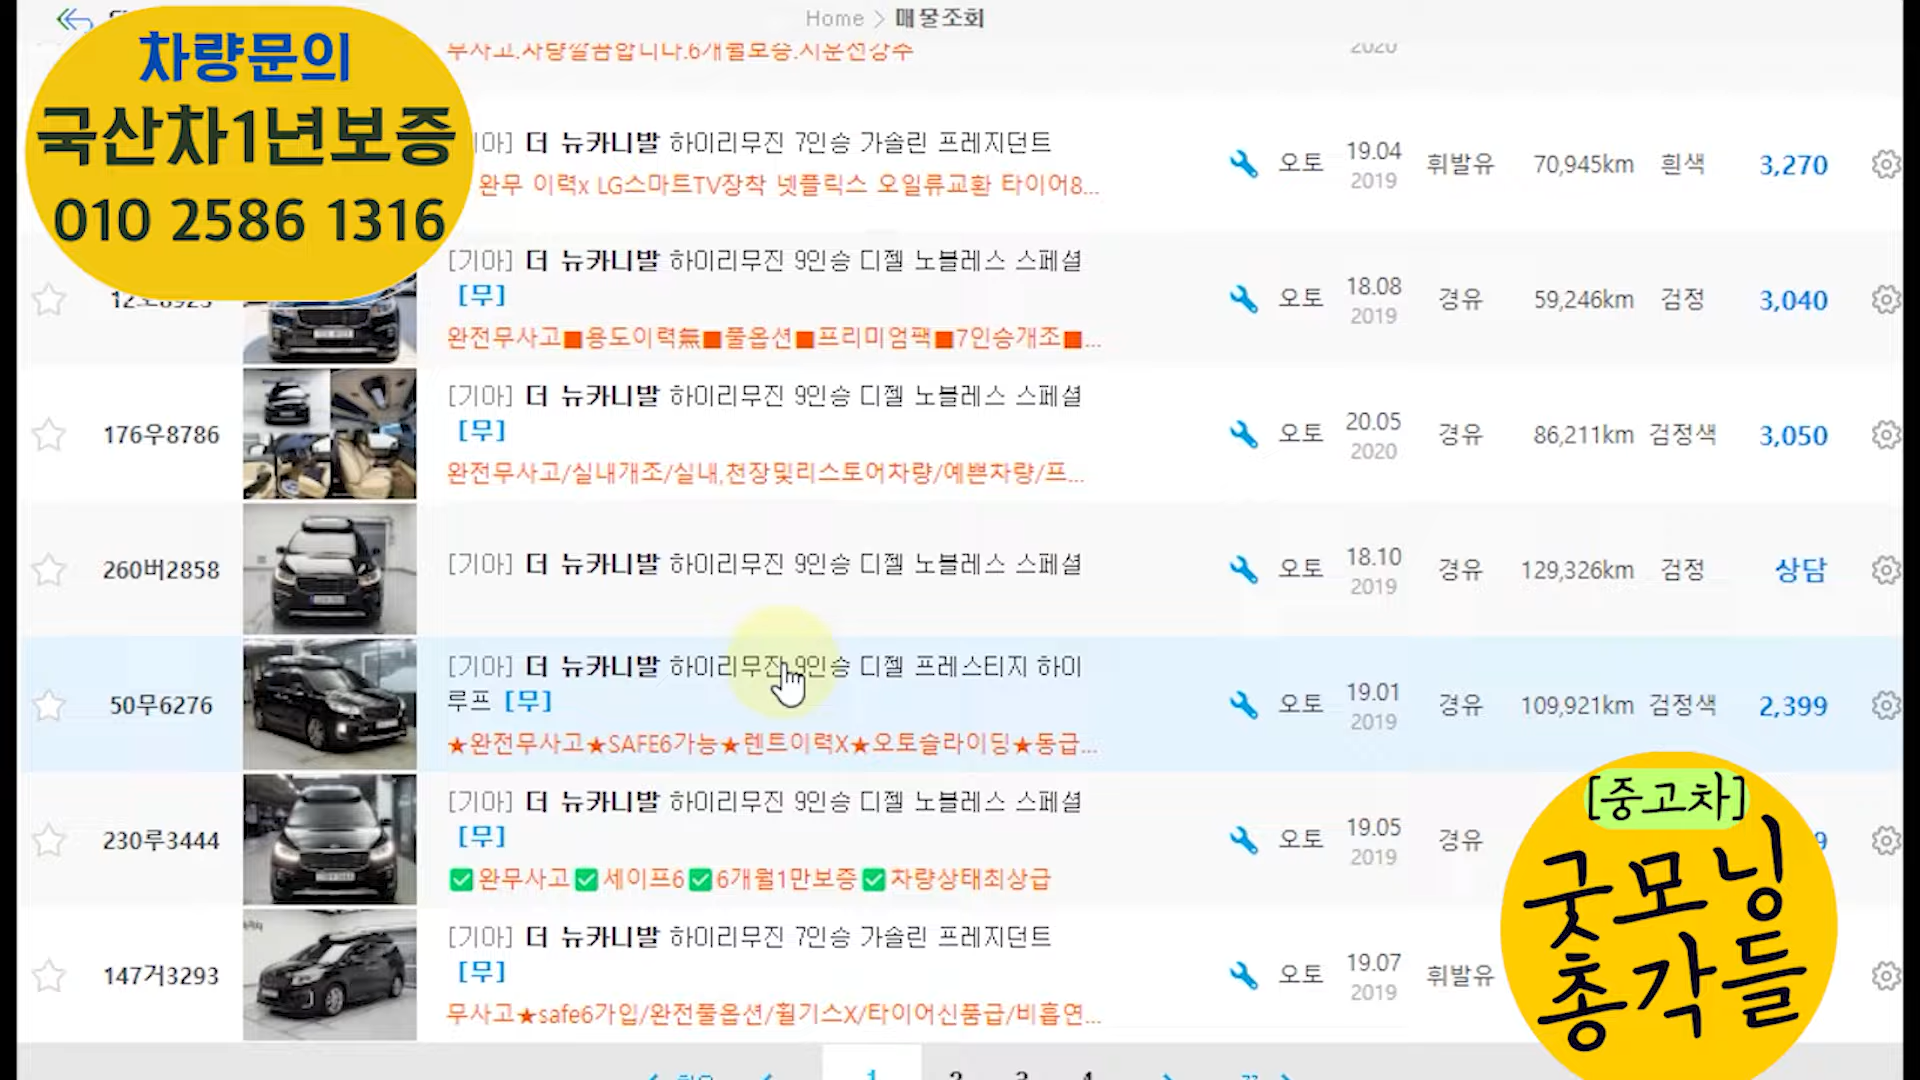 Home > 매물조회
차량문의
국산차1년보증
010 2586 1316
무사고.차량깔끔합니다.6개월보증.시운전강추
2020
더 뉴카니발 하이리무진 7인승 가솔린 프레지던트
완무 이력x LG스마트TV장착 넷플릭스 오일류교환 타이어8...
오토 19.04 2019 휘발유 70,945km 흰색 3,270
[기아] 더 뉴카니발 하이리무진 9인승 디젤 노블레스 스페셜
[무]
완전무사고■용도이력無■풀옵션■프리미엄팩■7인승개조■...
오토 18.08 2019 경유 59,246km 검정 3,040
176우8786
[기아] 더 뉴카니발 하이리무진 9인승 디젤 노블레스 스페셜
[무]
완전무사고/실내개조/실내,천장및리스토어차량/예쁜차량/프...
오토 20.05 2020 경유 86,211km 검정색 3,050
260버2858
[기아] 더 뉴카니발 하이리무진 9인승 디젤 노블레스 스페셜
오토 18.10 2019 경유 129,326km 검정 상담
50무6276
[기아] 더 뉴카니발 하이리무진 9인승 디젤 프레스티지 하이
루프 [무]
★완전무사고★SAFE6가능★렌트이력X★오토슬라이딩★동급...
오토 19.01 2019 경유 109,921km 검정색 2,399
230루3444
[기아] 더 뉴카니발 하이리무진 9인승 디젤 노블레스 스페셜
[무]
✅완무사고✅세이프6✅6개월1만보증✅차량상태최상급
오토 19.05 2019 경유
147거3293
[기아] 더 뉴카니발 하이리무진 7인승 가솔린 프레지던트
[무]
무사고★safe6가입/완전풀옵션/휠기스X/타이어신품급/비흡연...
오토 19.07 2019 휘발유
[중고차]
굿모닝
총각들
1 2 3 4